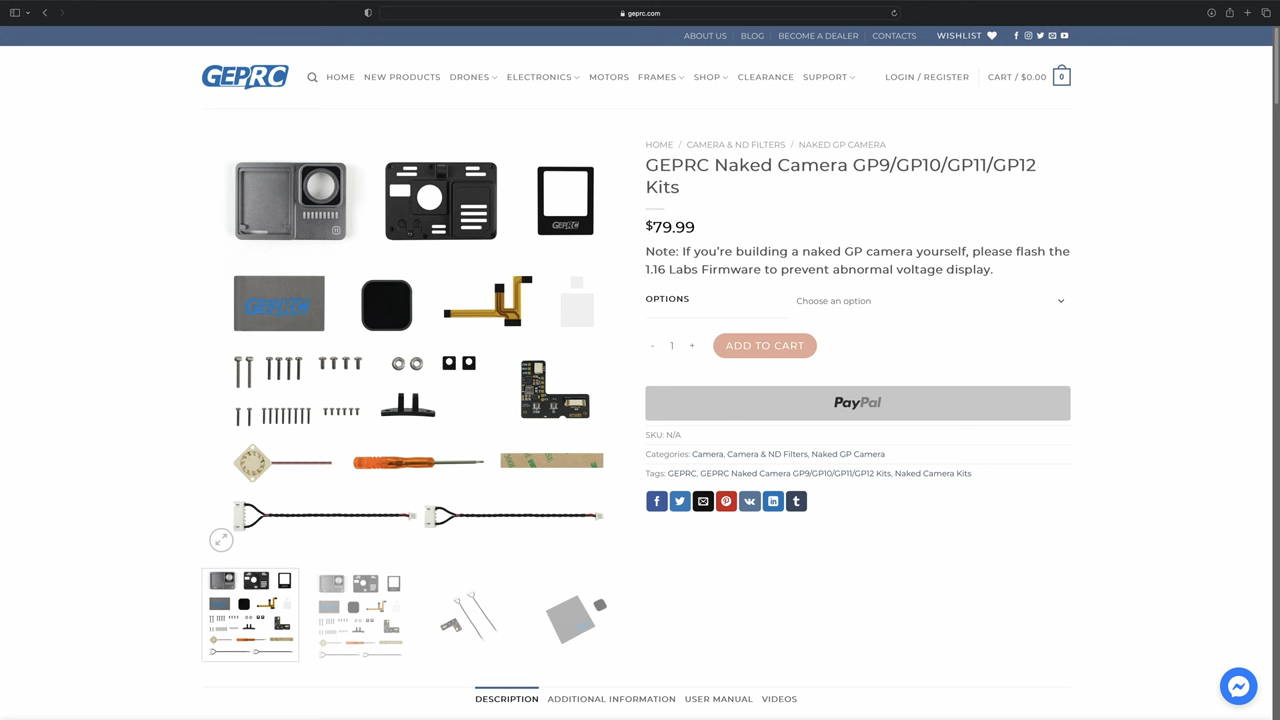 geprc.com
ABOUT US
BLOG
BECOME A DEALER
CONTACTS
WISHLIST
GEPRC
HOME
NEW PRODUCTS
DRONES
ELECTRONICS
MOTORS
FRAMES
SHOP
CLEARANCE
SUPPORT
LOGIN / REGISTER
CART / $0.00
0
HOME / CAMERA & ND FILTERS / NAKED GP CAMERA
GEPRC Naked Camera GP9/GP10/GP11/GP12
Kits
$79.99
Note: If you're building a naked GP camera yourself, please flash the
1.16 Labs Firmware to prevent abnormal voltage display.
OPTIONS
Choose an option
- 1 +
ADD TO CART
PayPal
SKU: N/A
Categories: Camera, Camera & ND Filters, Naked GP Camera
Tags: GEPRC, GEPRC Naked Camera GP9/GP10/GP11/GP12 Kits, Naked Camera Kits
11
GEPRC
GEPRC
DESCRIPTION
ADDITIONAL INFORMATION
USER MANUAL
VIDEOS